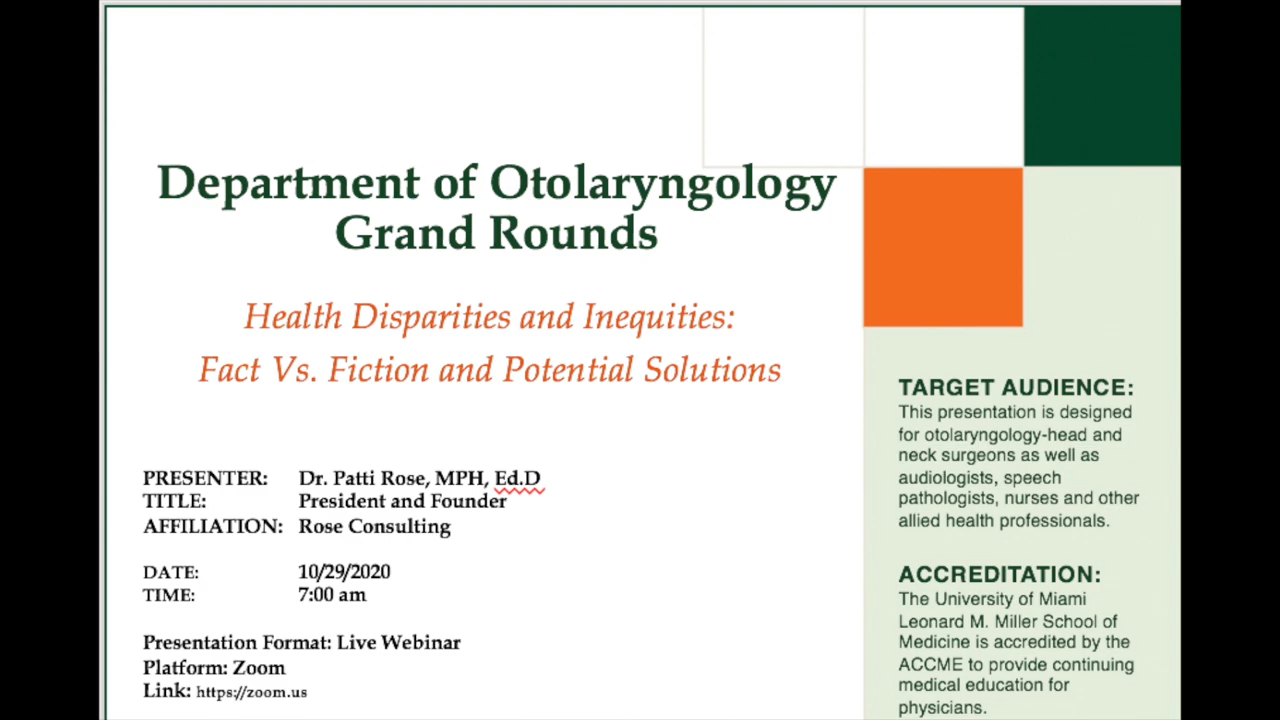 Department of Otolaryngology
Grand Rounds
Health Disparities and Inequities:
Fact Vs. Fiction and Potential Solutions
PRESENTER: Dr. Patti Rose, MPH, Ed.D
TITLE: President and Founder
AFFILIATION: Rose Consulting
DATE: 10/29/2020
TIME: 7:00 am
Presentation Format: Live Webinar
Platform: Zoom
Link: https://zoom.us
TARGET AUDIENCE:
This presentation is designed
for otolaryngology-head and
neck surgeons as well as
audiologists, speech
pathologists, nurses and other
allied health professionals.
ACCREDITATION:
The University of Miami
Leonard M. Miller School of
Medicine is accredited by the
ACCME to provide continuing
medical education for
physicians.